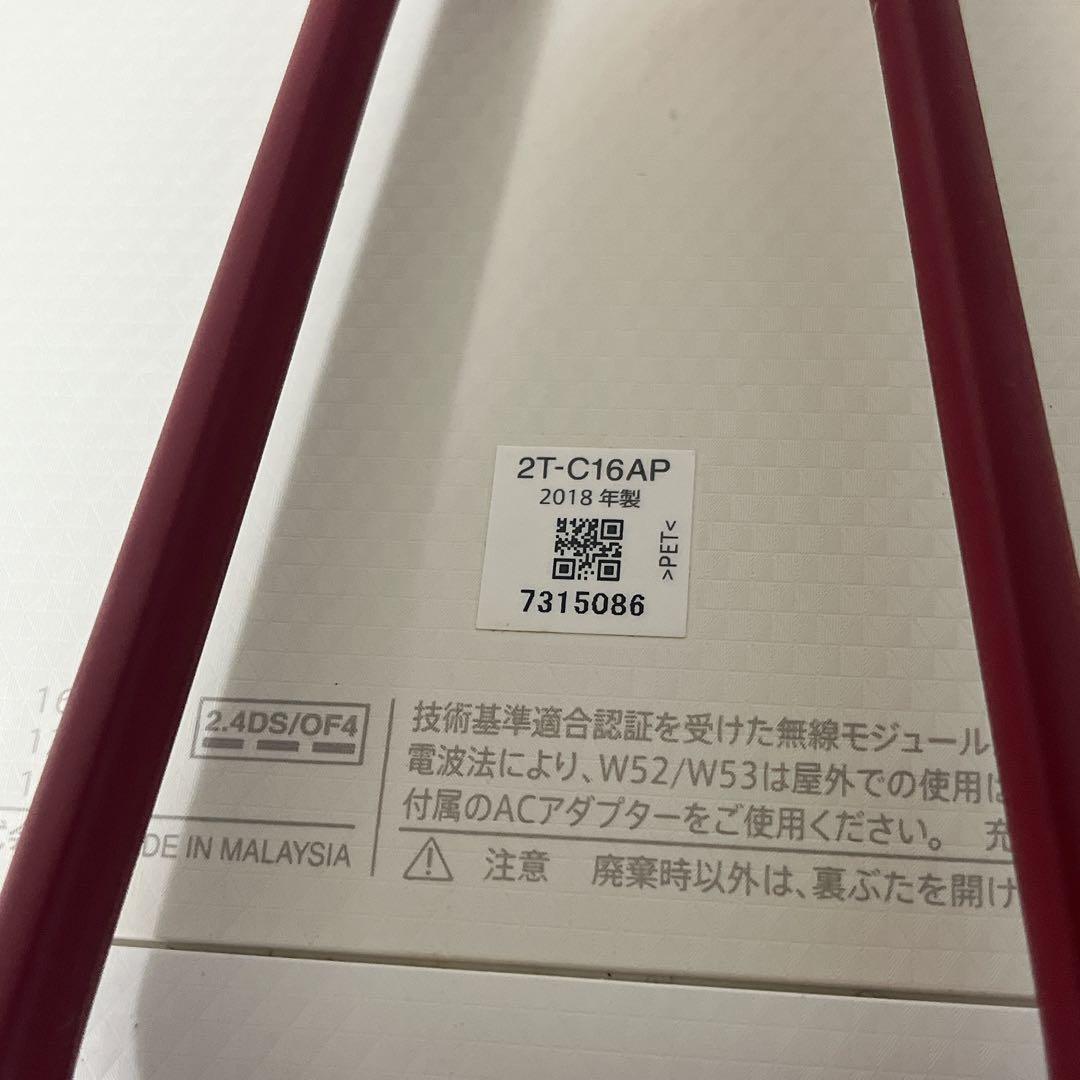 2T-C16AP
2018 年製
>PET<
7315086
16
2.4DS/OF4
技術基準適合認証を受けた無線モジュール
電波法により、W52/W53は屋外での使用は
付属のACアダプターをご使用ください。 充
DE IN MALAYSIA
注意 廃棄時以外は、裏ぶたを開け